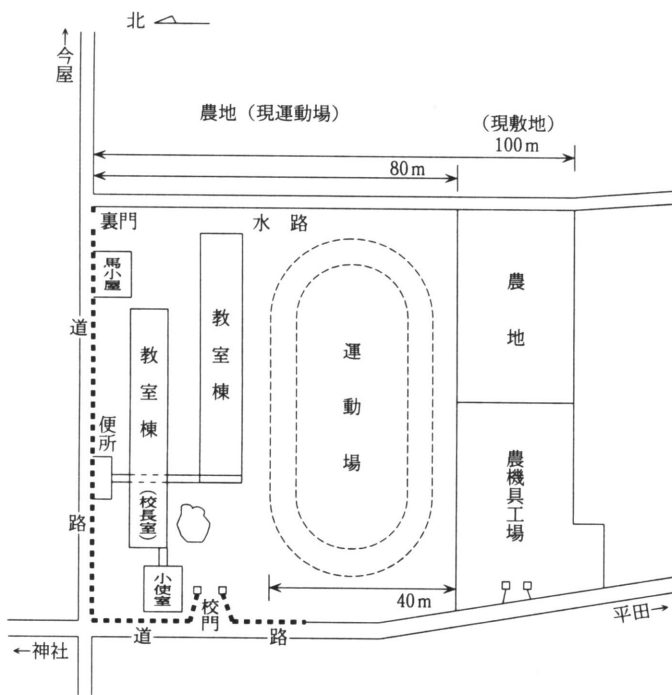 北
↑今屋
農地（現運動場）
（現敷地）
100m
80m
裏門
水路
馬小屋
教室棟
農地
道路
教室棟
運動場
便所
（校長室）
農機具工場
小使室
校門
40m
平田→
道路
←神社